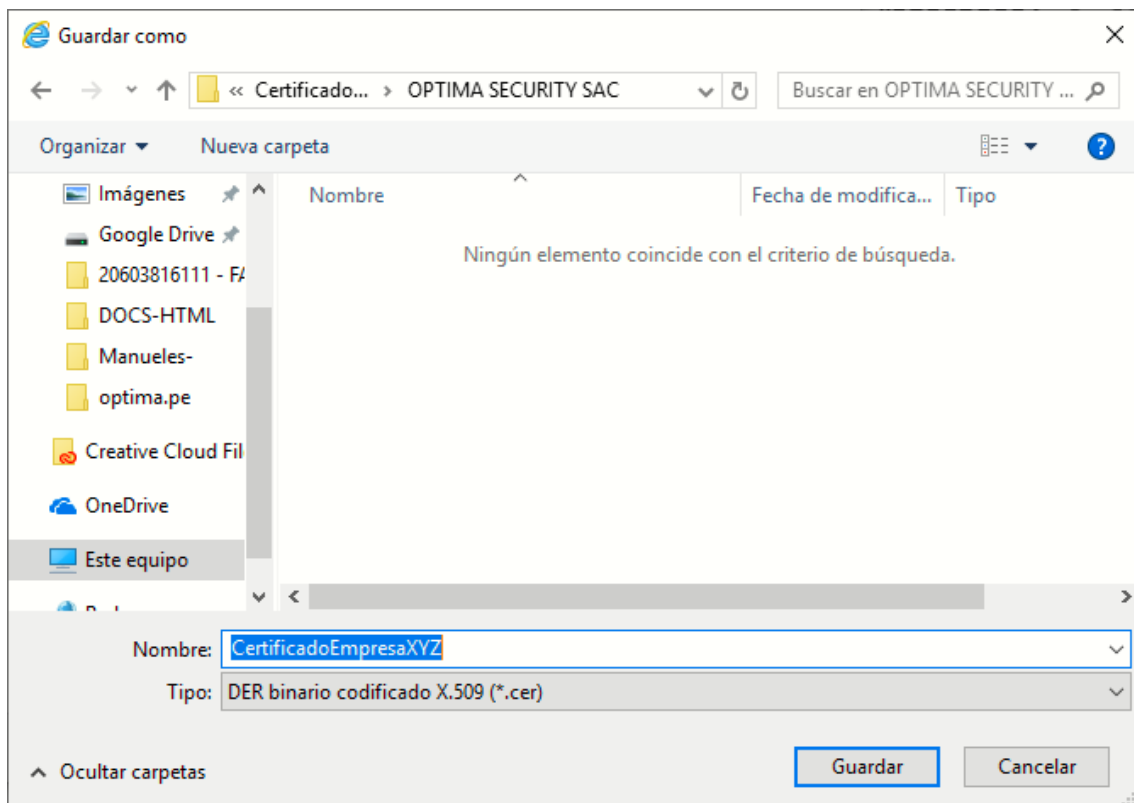 Guardar como
« Certificado... › OPTIMA SECURITY SAC
Buscar en OPTIMA SECURITY ...
Organizar
Nueva carpeta
Imágenes
Google Drive
20603816111 - FA
DOCS-HTML
Manueles-
optima.pe
Creative Cloud Fil
OneDrive
Este equipo
Nombre
Fecha de modifica...
Tipo
Ningún elemento coincide con el criterio de búsqueda.
Nombre: CertificadoEmpresaXYZ
Tipo: DER binario codificado X.509 (*.cer)
Ocultar carpetas
Guardar
Cancelar